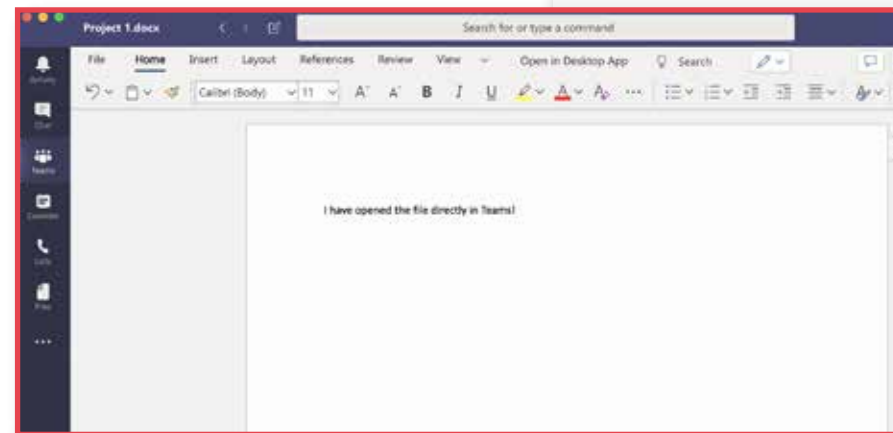 Project 1.docx
Search for or type a command
File Home Insert Layout References Review View Open in Desktop App Search
Calibri (Body) 11 A A B I U A A
Activity
Chat
Teams
Calendar
Calls
Files
I have opened the file directly in Teams!